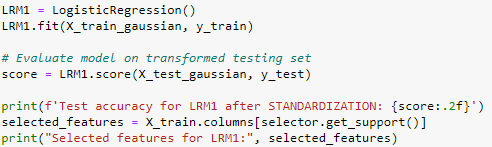 LRM1 = LogisticRegression()
LRM1.fit(X_train_gaussian, y_train)
# Evaluate model on transformed testing set
score = LRM1.score(X_test_gaussian, y_test)
print(f'Test accuracy for LRM1 after STANDARDIZATION: {score:.2f}')
selected_features = X_train.columns[selector.get_support()]
print("Selected features for LRM1:", selected_features)